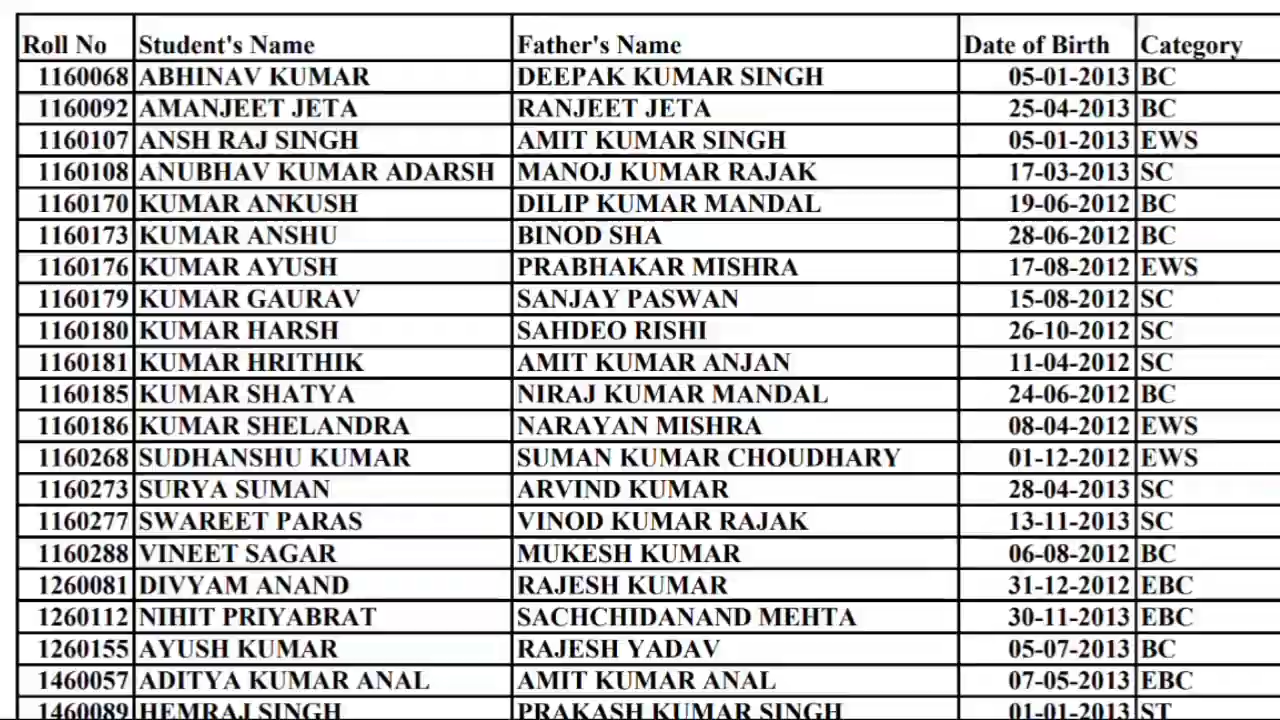 Roll No Student's Name Father's Name Date of Birth Category
1160068 ABHINAV KUMAR DEEPAK KUMAR SINGH 05-01-2013 BC
1160092 AMANJEET JETA RANJEET JETA 25-04-2013 BC
1160107 ANSH RAJ SINGH AMIT KUMAR SINGH 05-01-2013 EWS
1160108 ANUBHAV KUMAR ADARSH MANOJ KUMAR RAJAK 17-03-2013 SC
1160170 KUMAR ANKUSH DILIP KUMAR MANDAL 19-06-2012 BC
1160173 KUMAR ANSHU BINOD SHA 28-06-2012 BC
1160176 KUMAR AYUSH PRABHAKAR MISHRA 17-08-2012 EWS
1160179 KUMAR GAURAV SANJAY PASWAN 15-08-2012 SC
1160180 KUMAR HARSH SAHDEO RISHI 26-10-2012 SC
1160181 KUMAR HRITHIK AMIT KUMAR ANJAN 11-04-2012 SC
1160185 KUMAR SHATYA NIRAJ KUMAR MANDAL 24-06-2012 BC
1160186 KUMAR SHELANDRA NARAYAN MISHRA 08-04-2012 EWS
1160268 SUDHANSHU KUMAR SUMAN KUMAR CHOUDHARY 01-12-2012 EWS
1160273 SURYA SUMAN ARVIND KUMAR 28-04-2013 SC
1160277 SWAREET PARAS VINOD KUMAR RAJAK 13-11-2013 SC
1160288 VINEET SAGAR MUKESH KUMAR 06-08-2012 BC
1260081 DIVYAM ANAND RAJESH KUMAR 31-12-2012 EBC
1260112 NIHIT PRIYABRAT SACHCHIDANAND MEHTA 30-11-2013 EBC
1260155 AYUSH KUMAR RAJESH YADAV 05-07-2013 BC
1460057 ADITYA KUMAR ANAL AMIT KUMAR ANAL 07-05-2013 EBC
1460089 HEMRAJ SINGH PRAKASH KUMAR SINGH 01-01-2013 ST